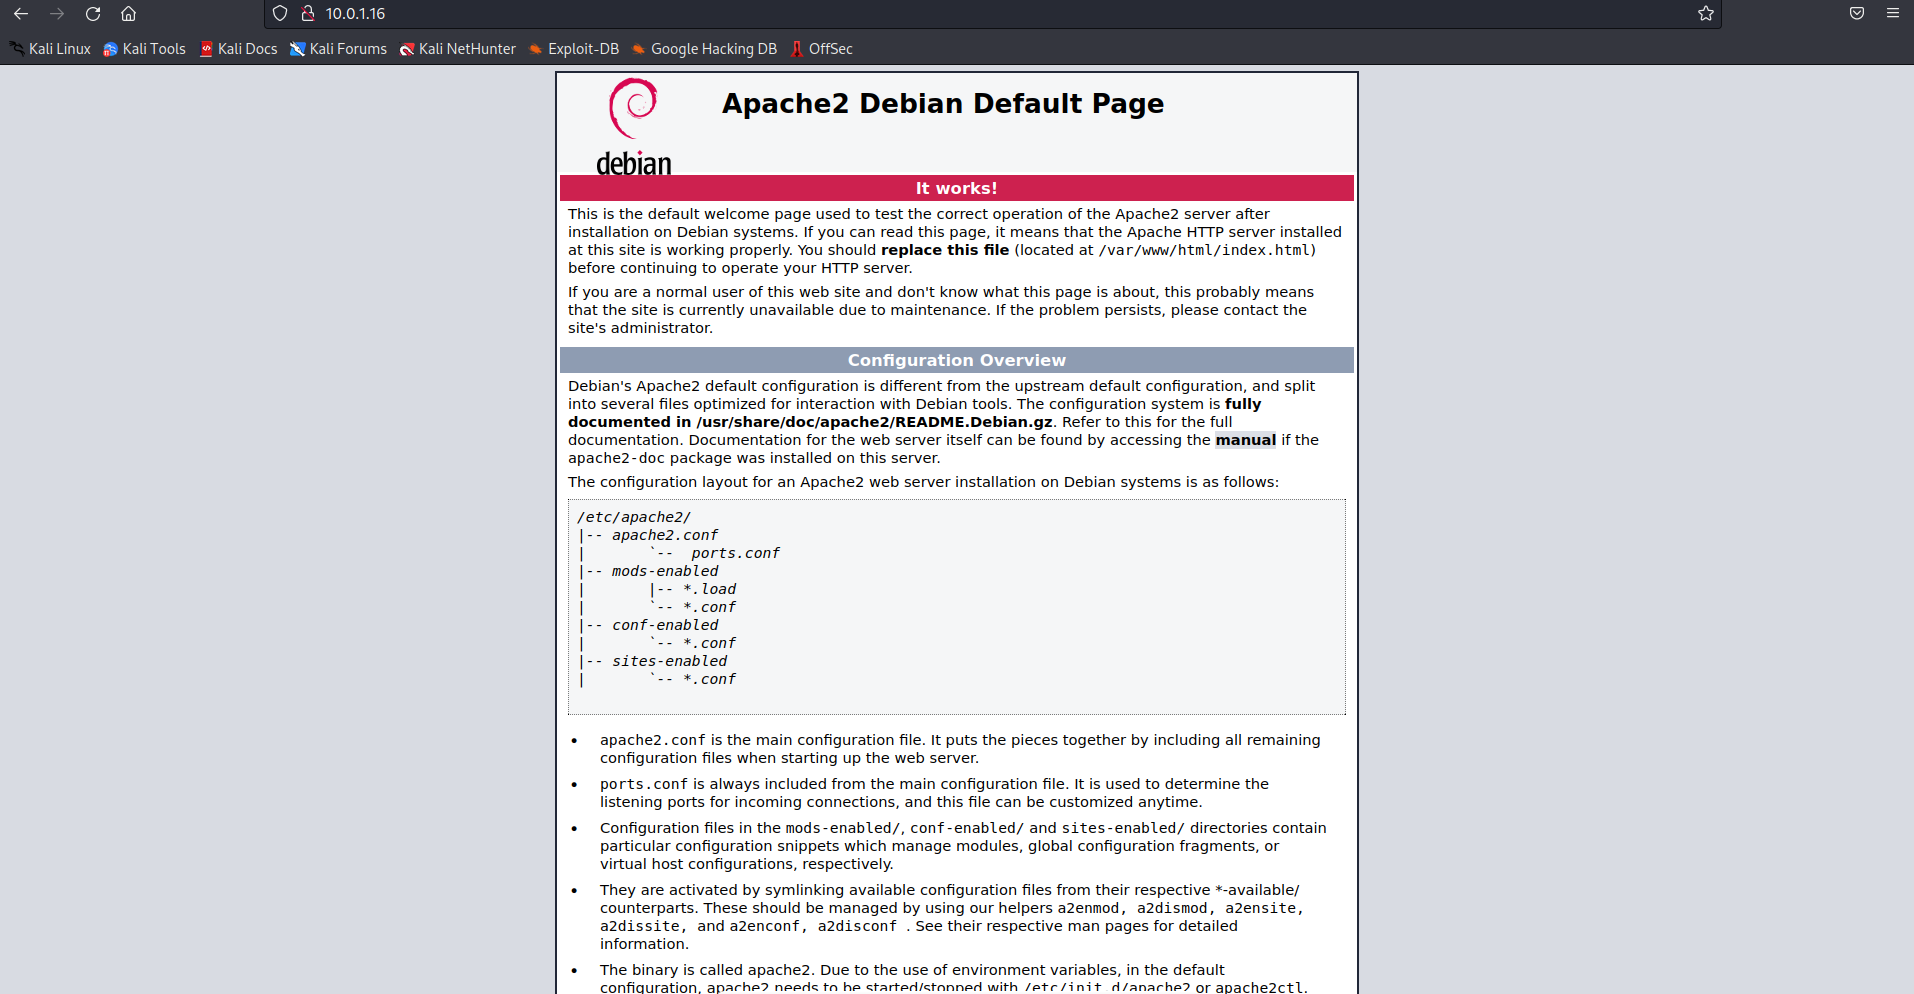 10.0.1.16
Kali Linux Kali Tools Kali Docs Kali Forums Kali NetHunter Exploit-DB Google Hacking DB OffSec
debian
Apache2 Debian Default Page
It works!
This is the default welcome page used to test the correct operation of the Apache2 server after
installation on Debian systems. If you can read this page, it means that the Apache HTTP server installed
at this site is working properly. You should replace this file (located at /var/www/html/index.html)
before continuing to operate your HTTP server.
If you are a normal user of this web site and don't know what this page is about, this probably means
that the site is currently unavailable due to maintenance. If the problem persists, please contact the
site's administrator.
Configuration Overview
Debian's Apache2 default configuration is different from the upstream default configuration, and split
into several files optimized for interaction with Debian tools. The configuration system is fully
documented in /usr/share/doc/apache2/README.Debian.gz. Refer to this for the full
documentation. Documentation for the web server itself can be found by accessing the manual if the
apache2-doc package was installed on this server.
The configuration layout for an Apache2 web server installation on Debian systems is as follows:
/etc/apache2/
|-- apache2.conf
|       `--  ports.conf
|-- mods-enabled
|       |-- *.load
|       `-- *.conf
|-- conf-enabled
|       `-- *.conf
|-- sites-enabled
|       `-- *.conf
• apache2.conf is the main configuration file. It puts the pieces together by including all remaining
configuration files when starting up the web server.
• ports.conf is always included from the main configuration file. It is used to determine the
listening ports for incoming connections, and this file can be customized anytime.
• Configuration files in the mods-enabled/, conf-enabled/ and sites-enabled/ directories contain
particular configuration snippets which manage modules, global configuration fragments, or
virtual host configurations, respectively.
• They are activated by symlinking available configuration files from their respective *-available/
counterparts. These should be managed by using our helpers a2enmod, a2dismod, a2ensite,
a2dissite, and a2enconf, a2disconf . See their respective man pages for detailed
information.
• The binary is called apache2. Due to the use of environment variables, in the default
configuration, apache2 needs to be started/stopped with /etc/init.d/apache2 or apache2ctl.